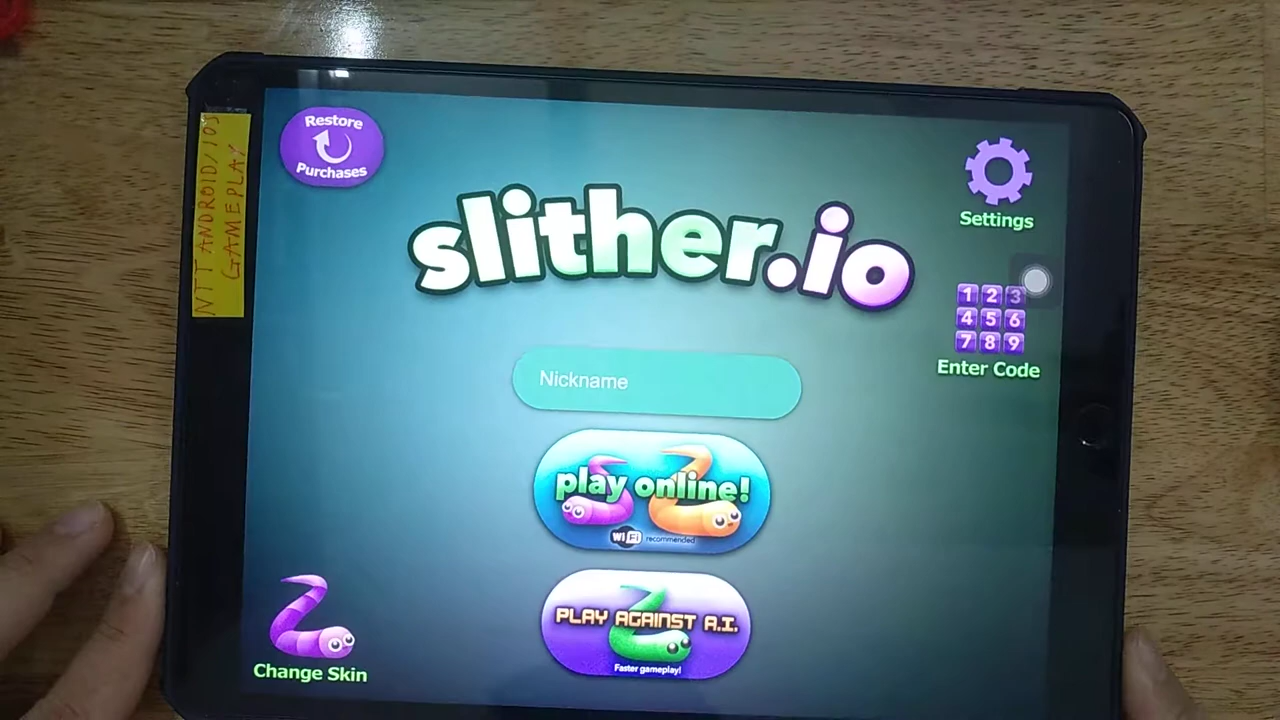 NTT ANDROID/IOS
GAMEPLAY
Restore
Purchases
slither.io
Settings
1 2 3
4 5 6
7 8 9
Enter Code
Nickname
play online!
WiFi recommended
PLAY AGAINST A.I.
Faster gameplay!
Change Skin